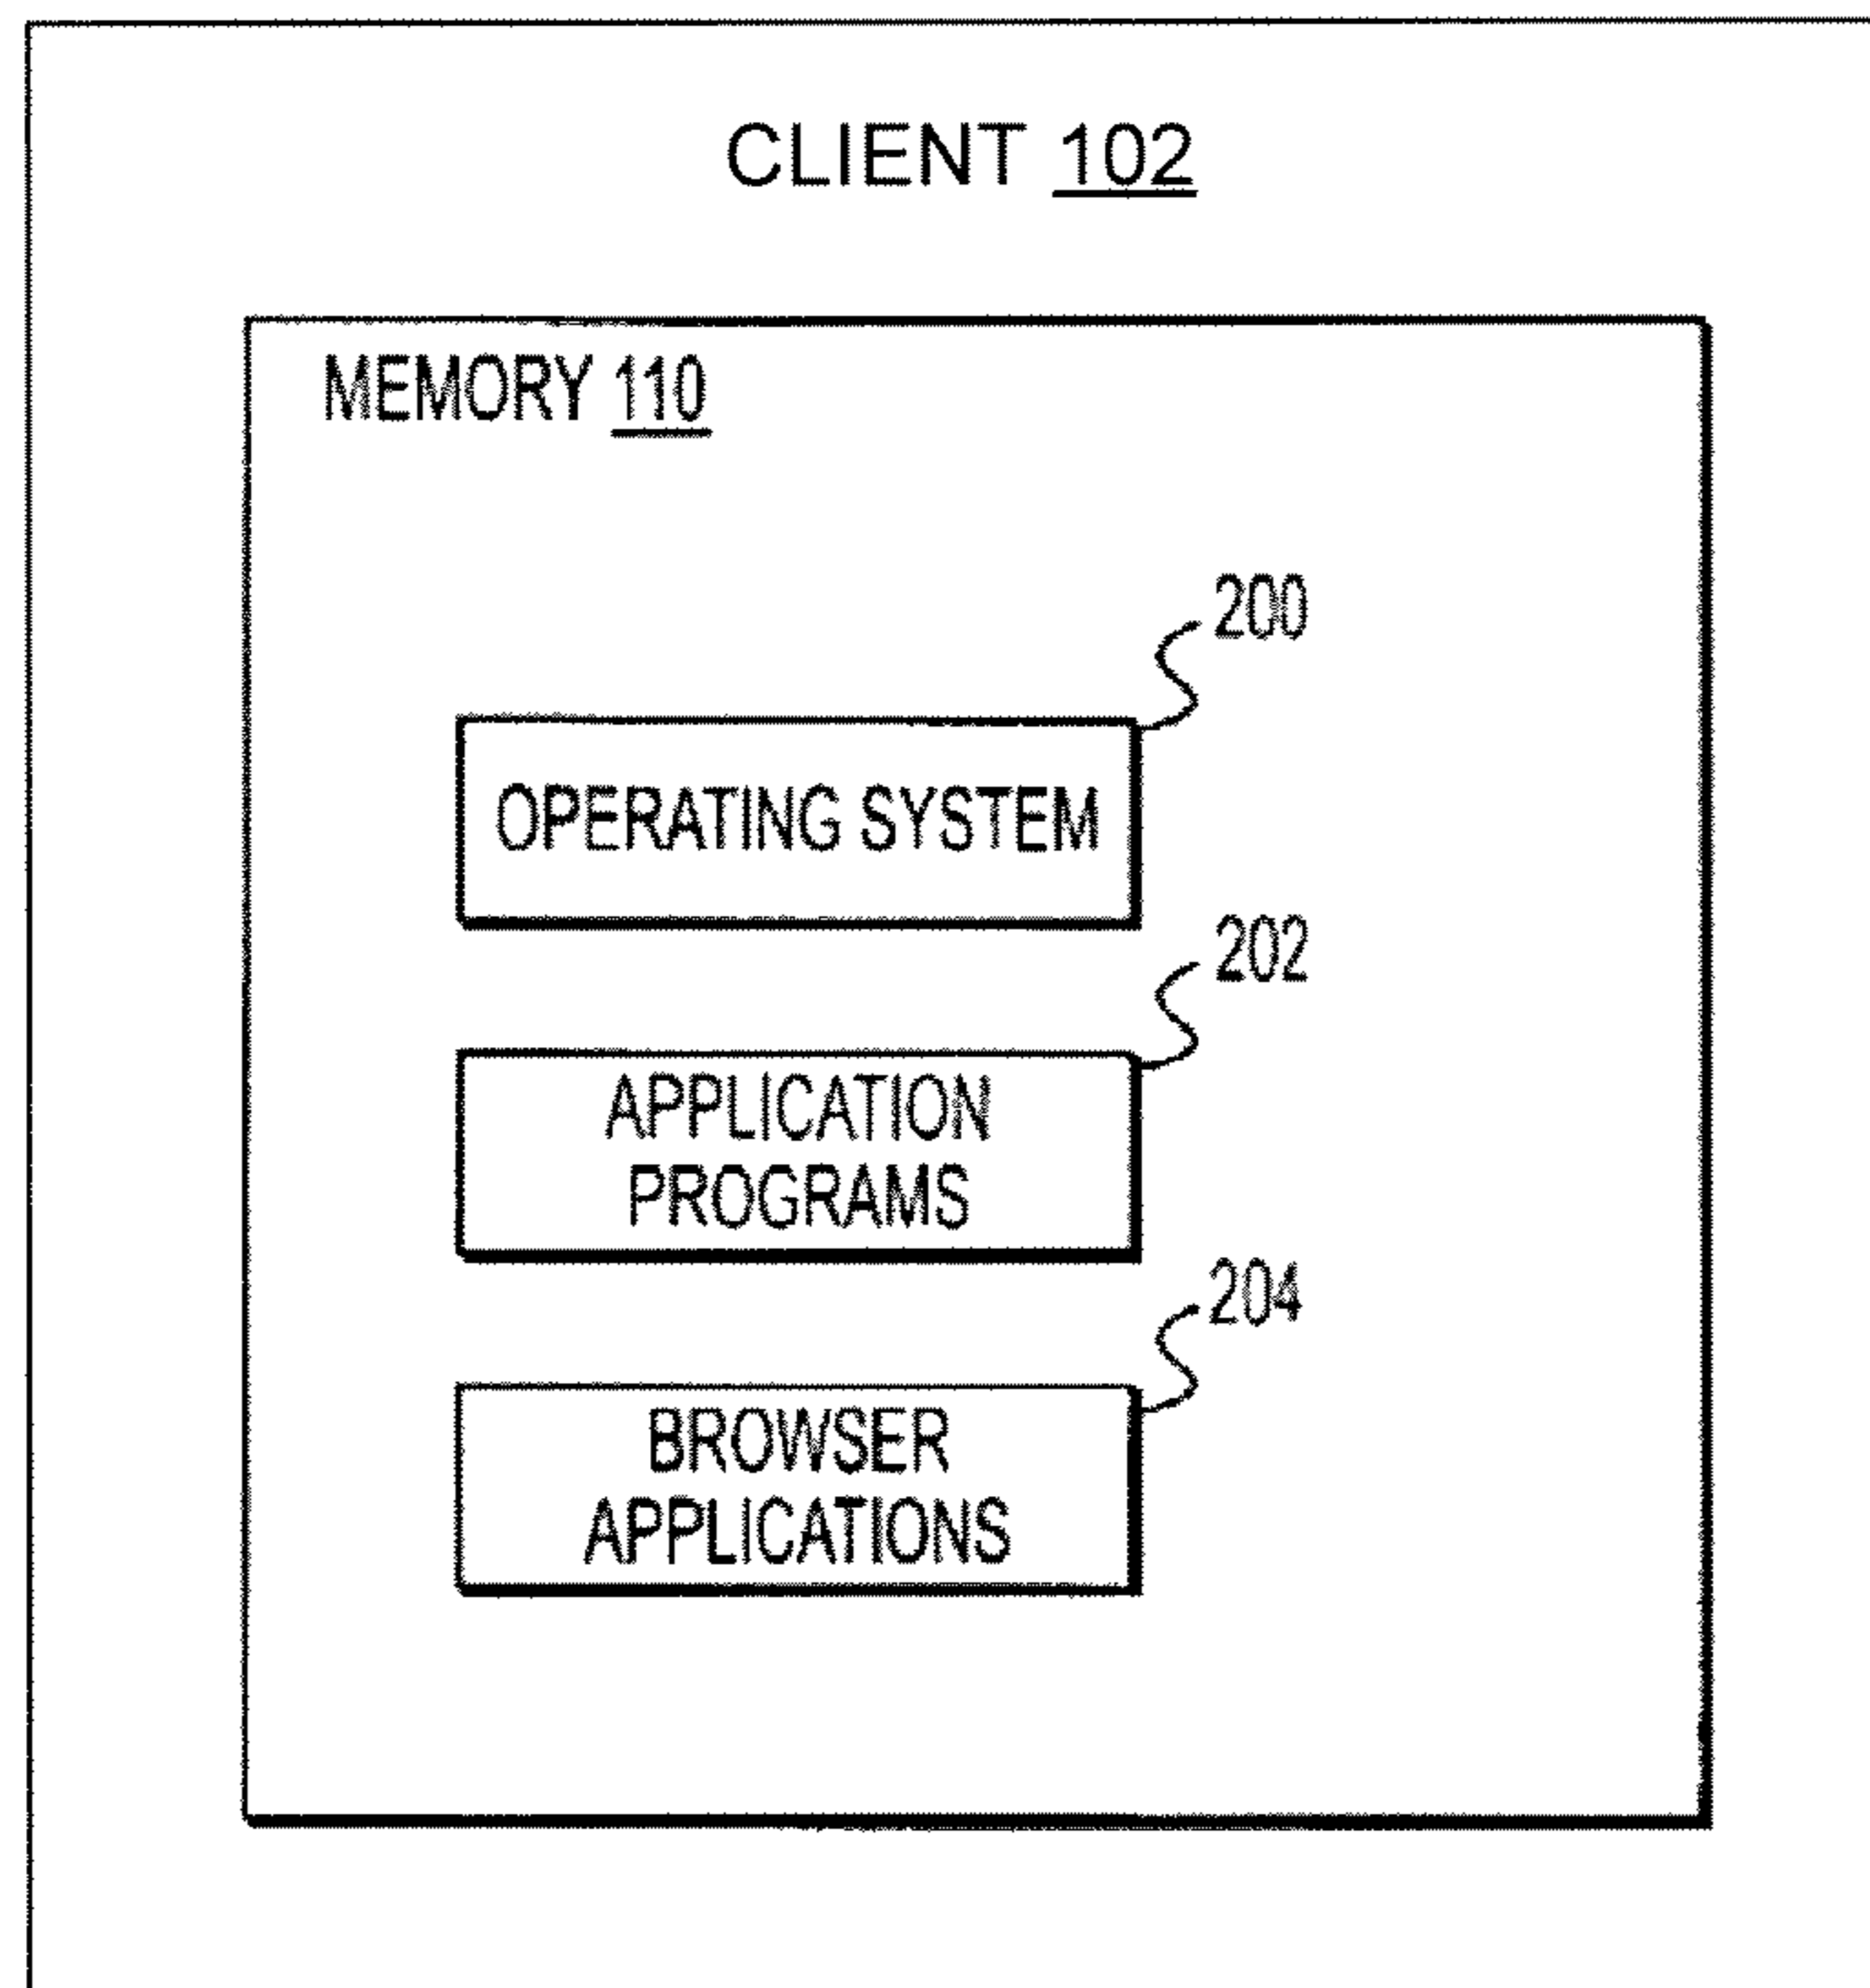 CLIENT 102
MEMORY 110
200
OPERATING SYSTEM
202
APPLICATION
PROGRAMS
204
BROWSER
APPLICATIONS